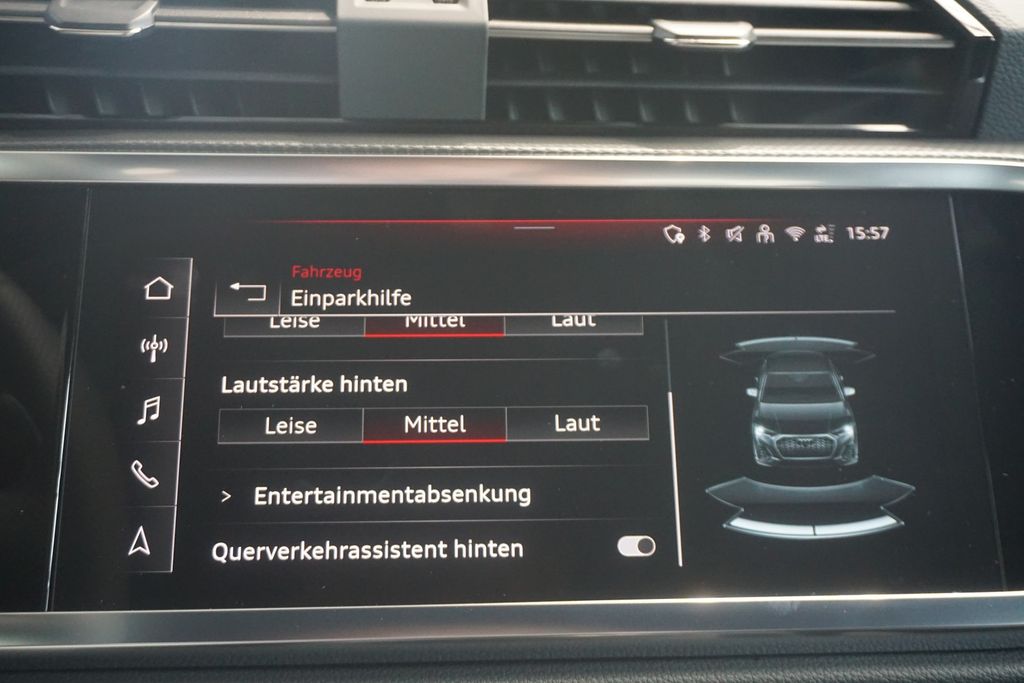 15:57
Fahrzeug
Einparkhilfe
Leise Mittel Laut
Lautstärke hinten
Leise Mittel Laut
> Entertainmentabsenkung
Querverkehrassistent hinten